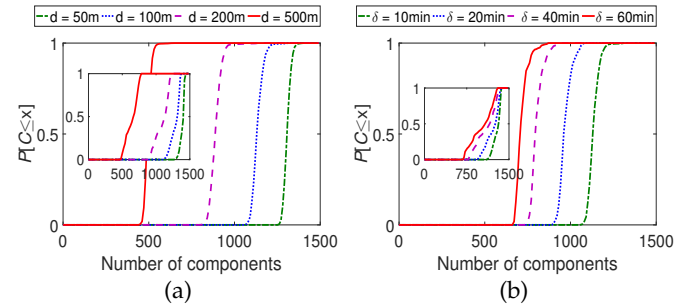 d = 50m d = 100m d = 200m d = 500m
P[C≤x]
1
0.5
0
0 500 1000 1500
1
0.5
0
0 500 1000 1500
Number of components
(a)
δ = 10min δ = 20min δ = 40min δ = 60min
P[C≤x]
1
0.5
0
0 500 1000 1500
1
0.5
0
0 750 1500
Number of components
(b)